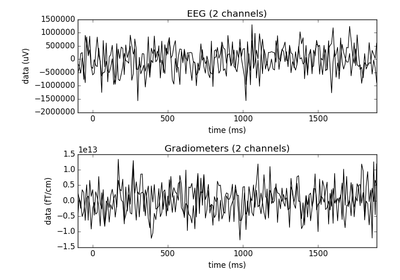 EEG (2 channels)
1500000
1000000
500000
0
−500000
−1000000
−1500000
−2000000
data (uV)
0 500 1000 1500
time (ms)
Gradiometers (2 channels)
1e13
1.5
1.0
0.5
0.0
−0.5
−1.0
−1.5
data (fT/cm)
0 500 1000 1500
time (ms)